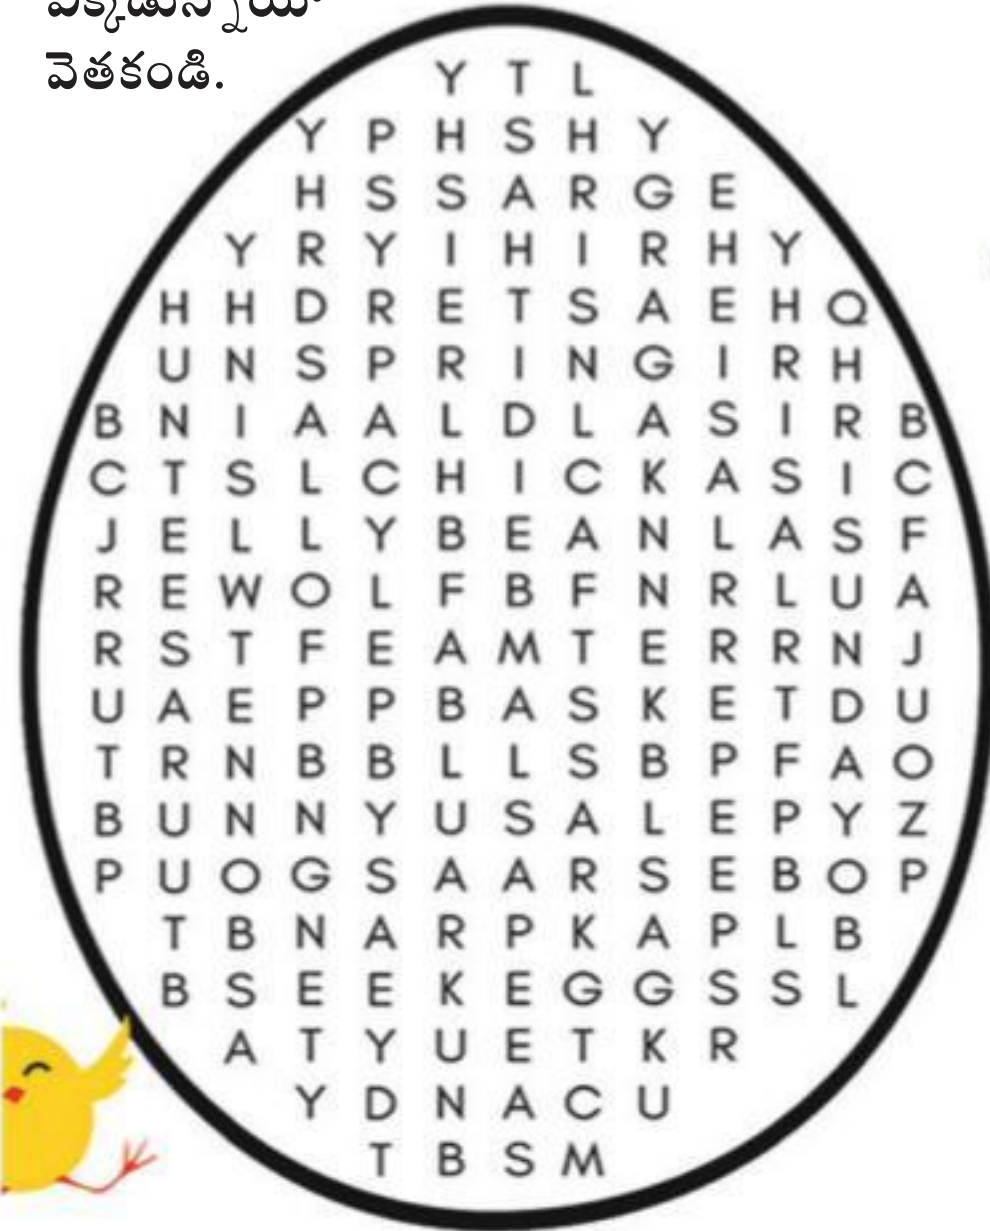 వెతకండి.
Y T L
Y P H S H Y
H S S A R G E
Y R Y I H I R H Y
H H D R E T S A E H Q
U N S P R I N G I R H
B N I A A L D L A S I R B
C T S L C H I C K A S I C
J E L L Y B E A N L A S F
R E W O L F B F N R L U A
R S T F E A M T E R R N J
U A E P P B A S K E T D U
T R N B B L L S B P F A O
B U N N Y U S A L E P Y Z
P U O G S A A R S E B O P
T B N A R P K A P L B
B S E E K E G G S S L
A T Y U E T K R
Y D N A C U
T B S M